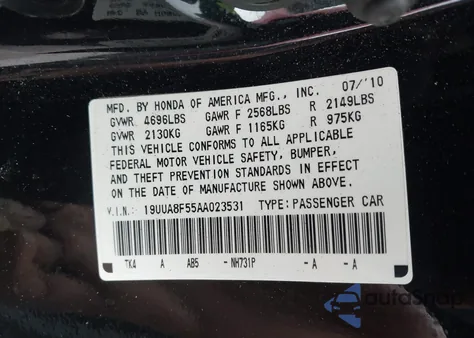 MFD. BY HONDA OF AMERICA MFG., INC. 07/'10
GVWR 4696LBS GAWR F 2568LBS R 2149LBS
GVWR 2130KG GAWR F 1165KG R 975KG
THIS VEHICLE CONFORMS TO ALL APPLICABLE
FEDERAL MOTOR VEHICLE SAFETY, BUMPER,
AND THEFT PREVENTION STANDARDS IN EFFECT
ON THE DATE OF MANUFACTURE SHOWN ABOVE.
V.I.N.: 19UUA8F55AA023531 TYPE:PASSENGER CAR
TK4 A AB5 -NH731P -A -A
autoSnap